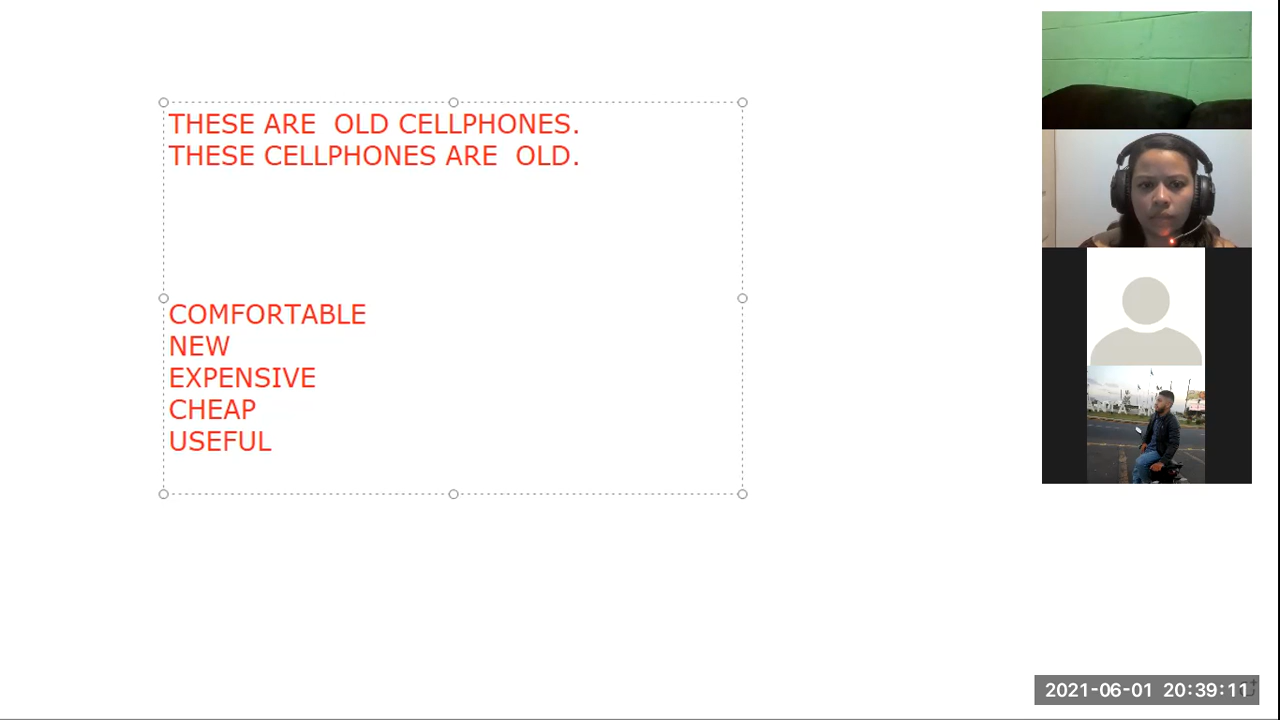 THESE ARE  OLD CELLPHONES.
THESE CELLPHONES ARE  OLD.
COMFORTABLE
NEW
EXPENSIVE
CHEAP
USEFUL
2021-06-01 20:39:11